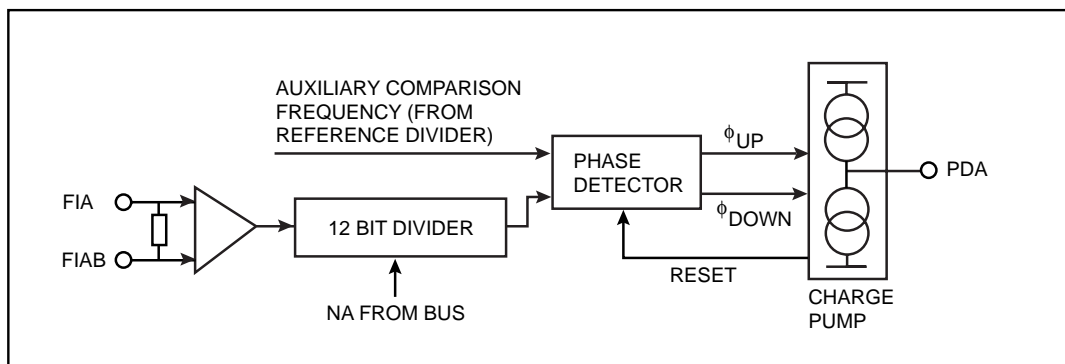 AUXILIARY COMPARISON
FREQUENCY (FROM
REFERENCE DIVIDER)
PHASE
DETECTOR
ϕUP
ϕDOWN
PDA
FIA
FIAB
12 BIT DIVIDER
RESET
NA FROM BUS
CHARGE
PUMP